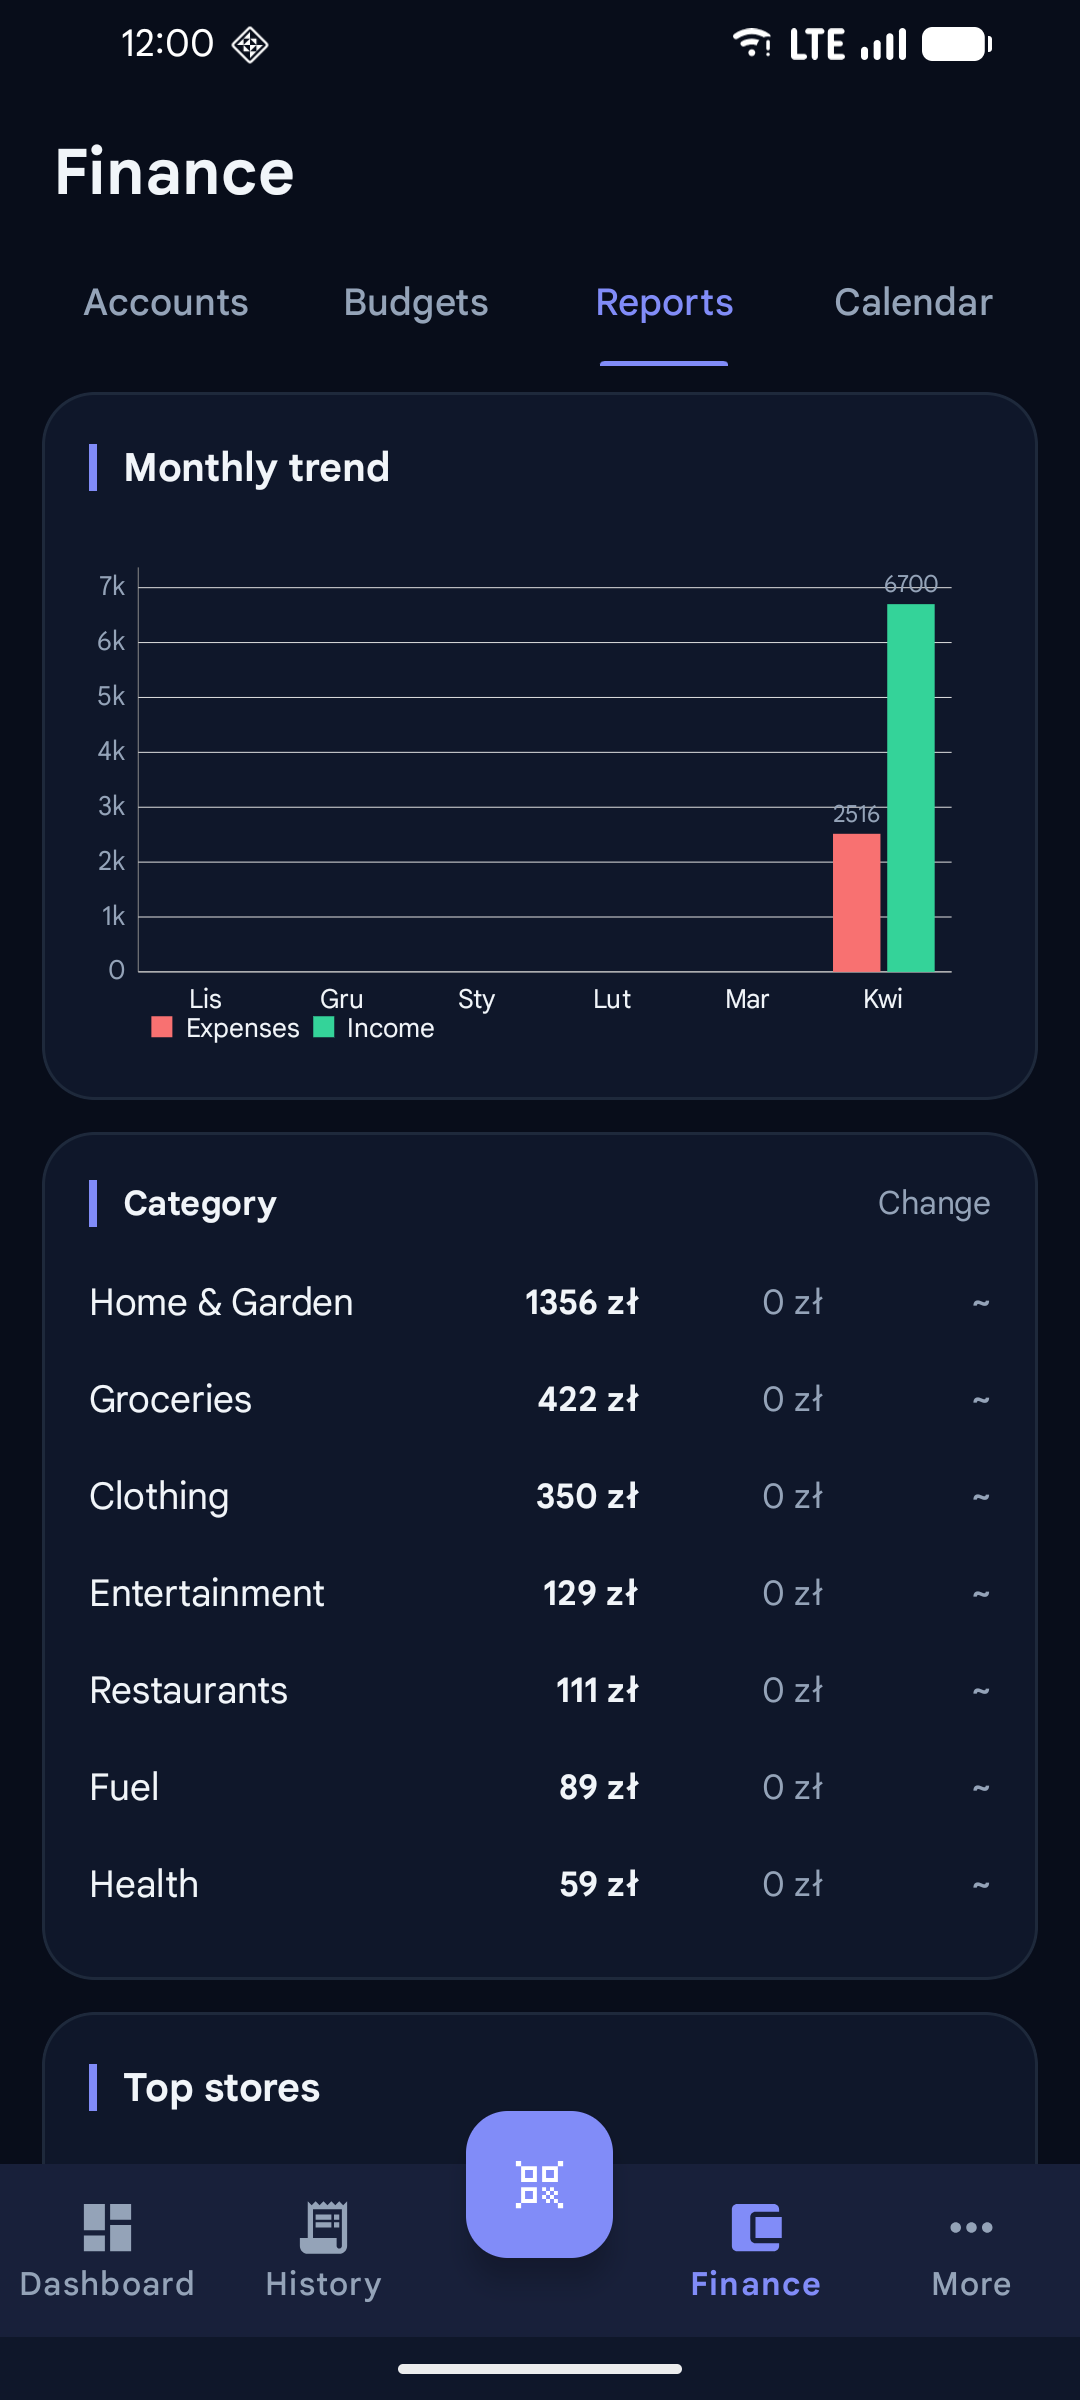 12:00 LTE
Finance
Accounts Budgets Reports Calendar
Monthly trend
7k
6k
5k
4k
3k
2k
1k
0
6700
2516
Lis Gru Sty Lut Mar Kwi
Expenses Income
Category Change
Home & Garden 1356 zł 0 zł ~
Groceries 422 zł 0 zł ~
Clothing 350 zł 0 zł ~
Entertainment 129 zł 0 zł ~
Restaurants 111 zł 0 zł ~
Fuel 89 zł 0 zł ~
Health 59 zł 0 zł ~
Top stores
Dashboard History Finance More